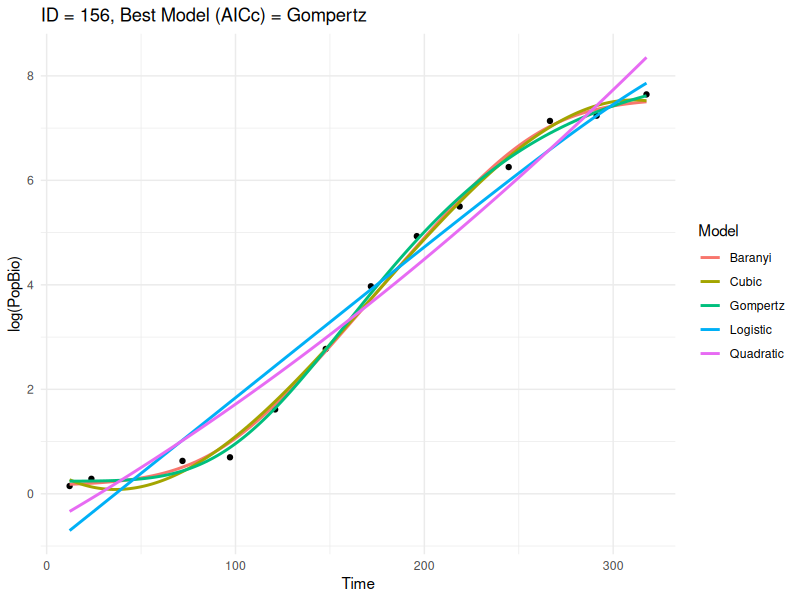 ID = 156, Best Model (AICc) = Gompertz
8
6
4
2
0
log(PopBio)
0 100 200 300
Time
Model
Baranyi
Cubic
Gompertz
Logistic
Quadratic